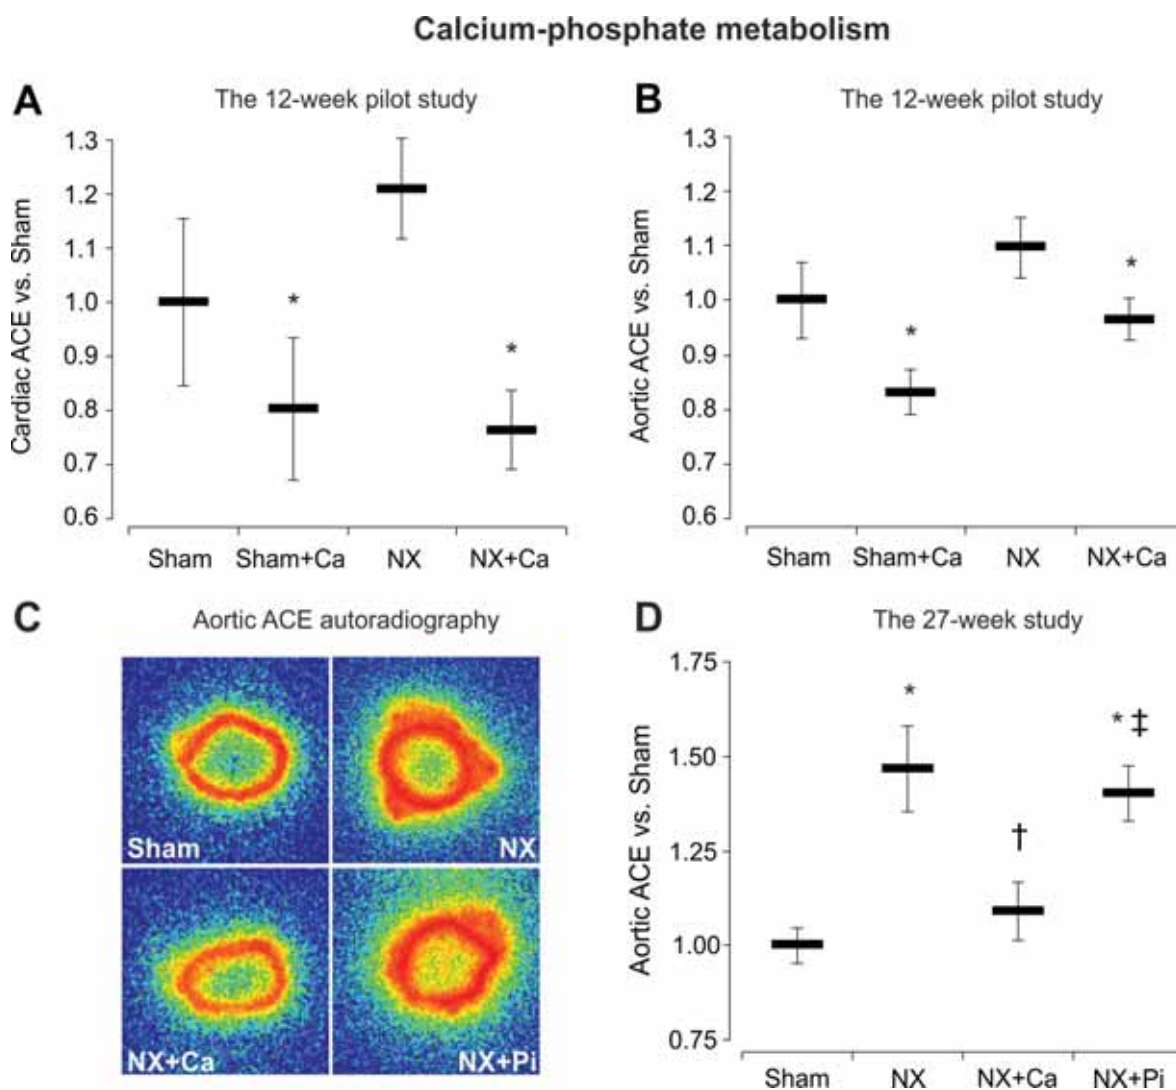 Calcium-phosphate metabolism
A
The 12-week pilot study
Cardiac ACE vs. Sham
1.3
1.2
1.1
1.0
0.9
0.8
0.7
0.6
*
*
Sham Sham+Ca NX NX+Ca
B
The 12-week pilot study
Aortic ACE vs. Sham
1.3
1.2
1.1
1.0
0.9
0.8
0.7
0.6
*
*
Sham Sham+Ca NX NX+Ca
C
Aortic ACE autoradiography
Sham NX
NX+Ca NX+Pi
D
The 27-week study
Aortic ACE vs. Sham
1.75
1.50
1.25
1.00
0.75
*
†
* ‡
Sham NX NX+Ca NX+Pi